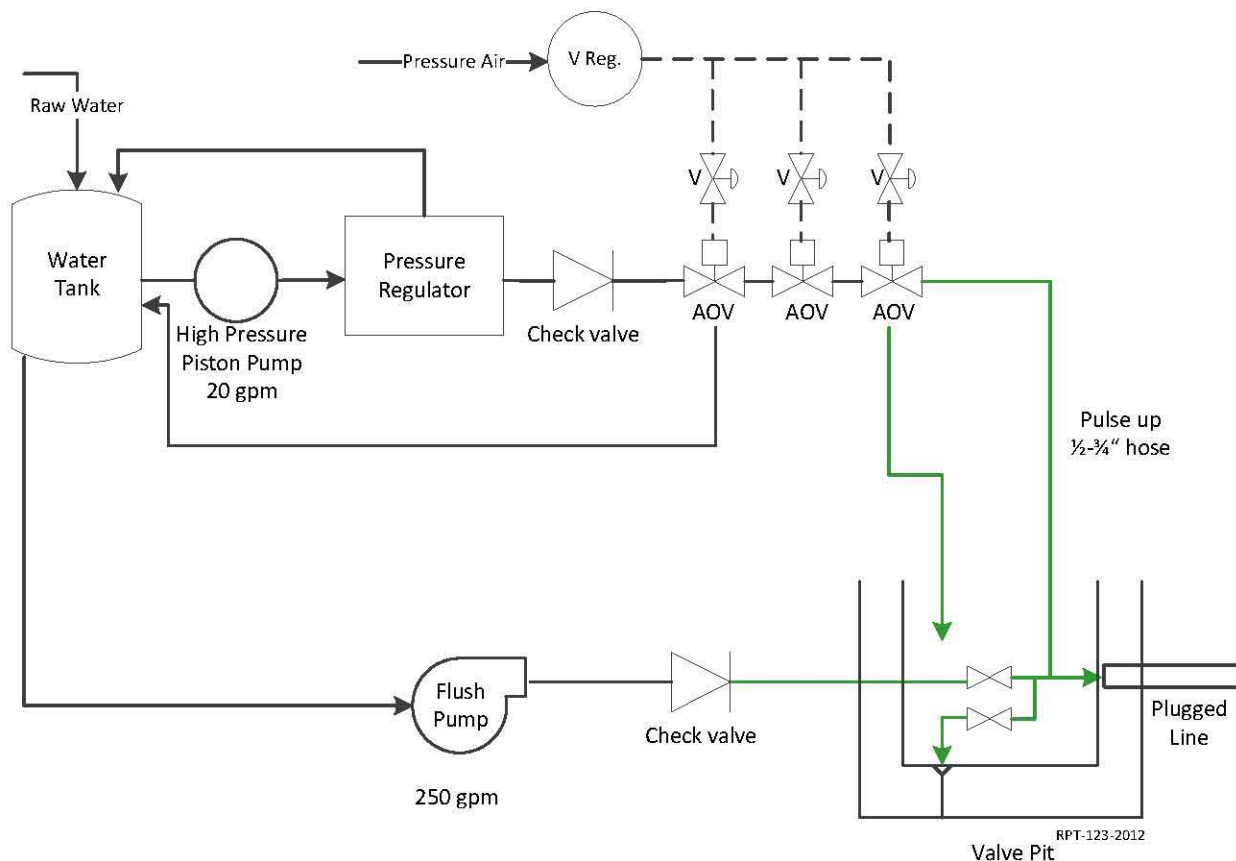 Pressure Air
V Reg.
Raw Water
V
V
V
Water
Tank
Pressure
Regulator
High Pressure
Piston Pump
20 gpm
Check valve
AOV
AOV
AOV
Pulse up
½-¾“ hose
Flush
Pump
250 gpm
Check valve
Plugged
Line
RPT-123-2012
Valve Pit